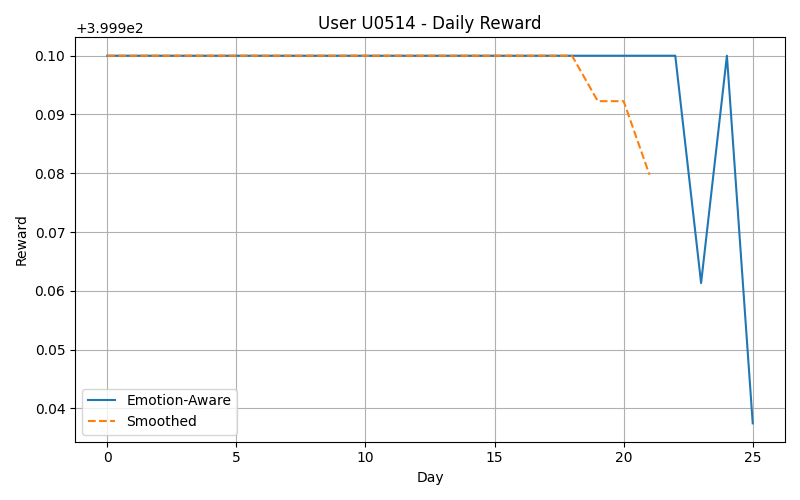 User U0514 - Daily Reward
+3.999e2
0.10
0.09
0.08
0.07
0.06
0.05
0.04
Reward
Emotion-Aware
Smoothed
0 5 10 15 20 25
Day